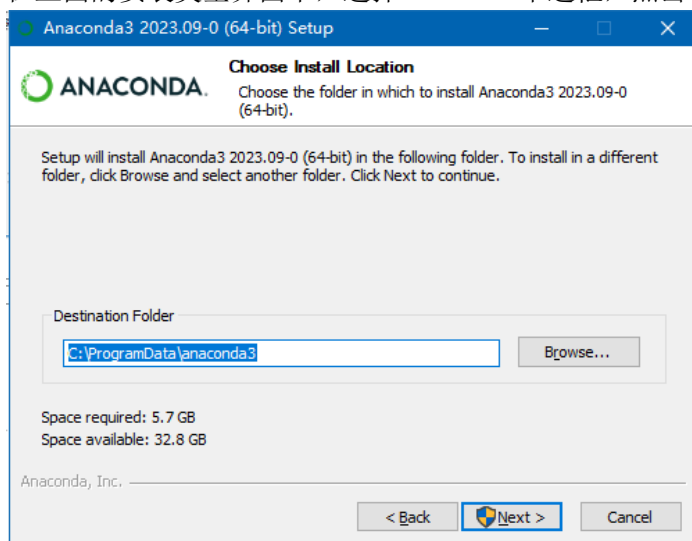 Anaconda3 2023.09-0 (64-bit) Setup
ANACONDA.
Choose Install Location
Choose the folder in which to install Anaconda3 2023.09-0
(64-bit).
Setup will install Anaconda3 2023.09-0 (64-bit) in the following folder. To install in a different
folder, click Browse and select another folder. Click Next to continue.
Destination Folder
C:\ProgramData\anaconda3
Browse...
Space required: 5.7 GB
Space available: 32.8 GB
Anaconda, Inc.
< Back
Next >
Cancel